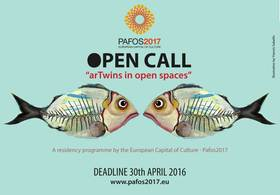 PAFOS2017
EUROPEAN CAPITAL OF CULTURE
OPEN CALL
"arTwins in open spaces"
A residency programme by the European Capital of Culture - Pafos2017
DEADLINE 30th APRIL 2016
www.pafos2017.eu